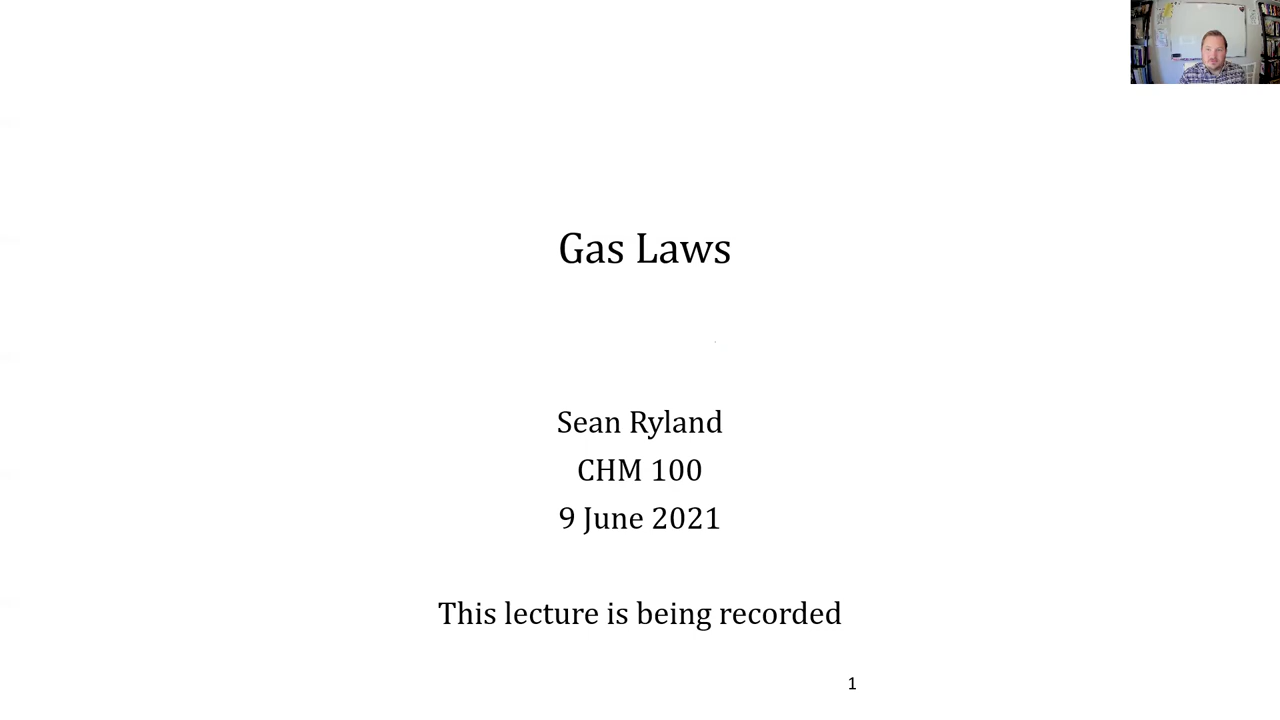 Gas Laws
Sean Ryland
CHM 100
9 June 2021
This lecture is being recorded
1